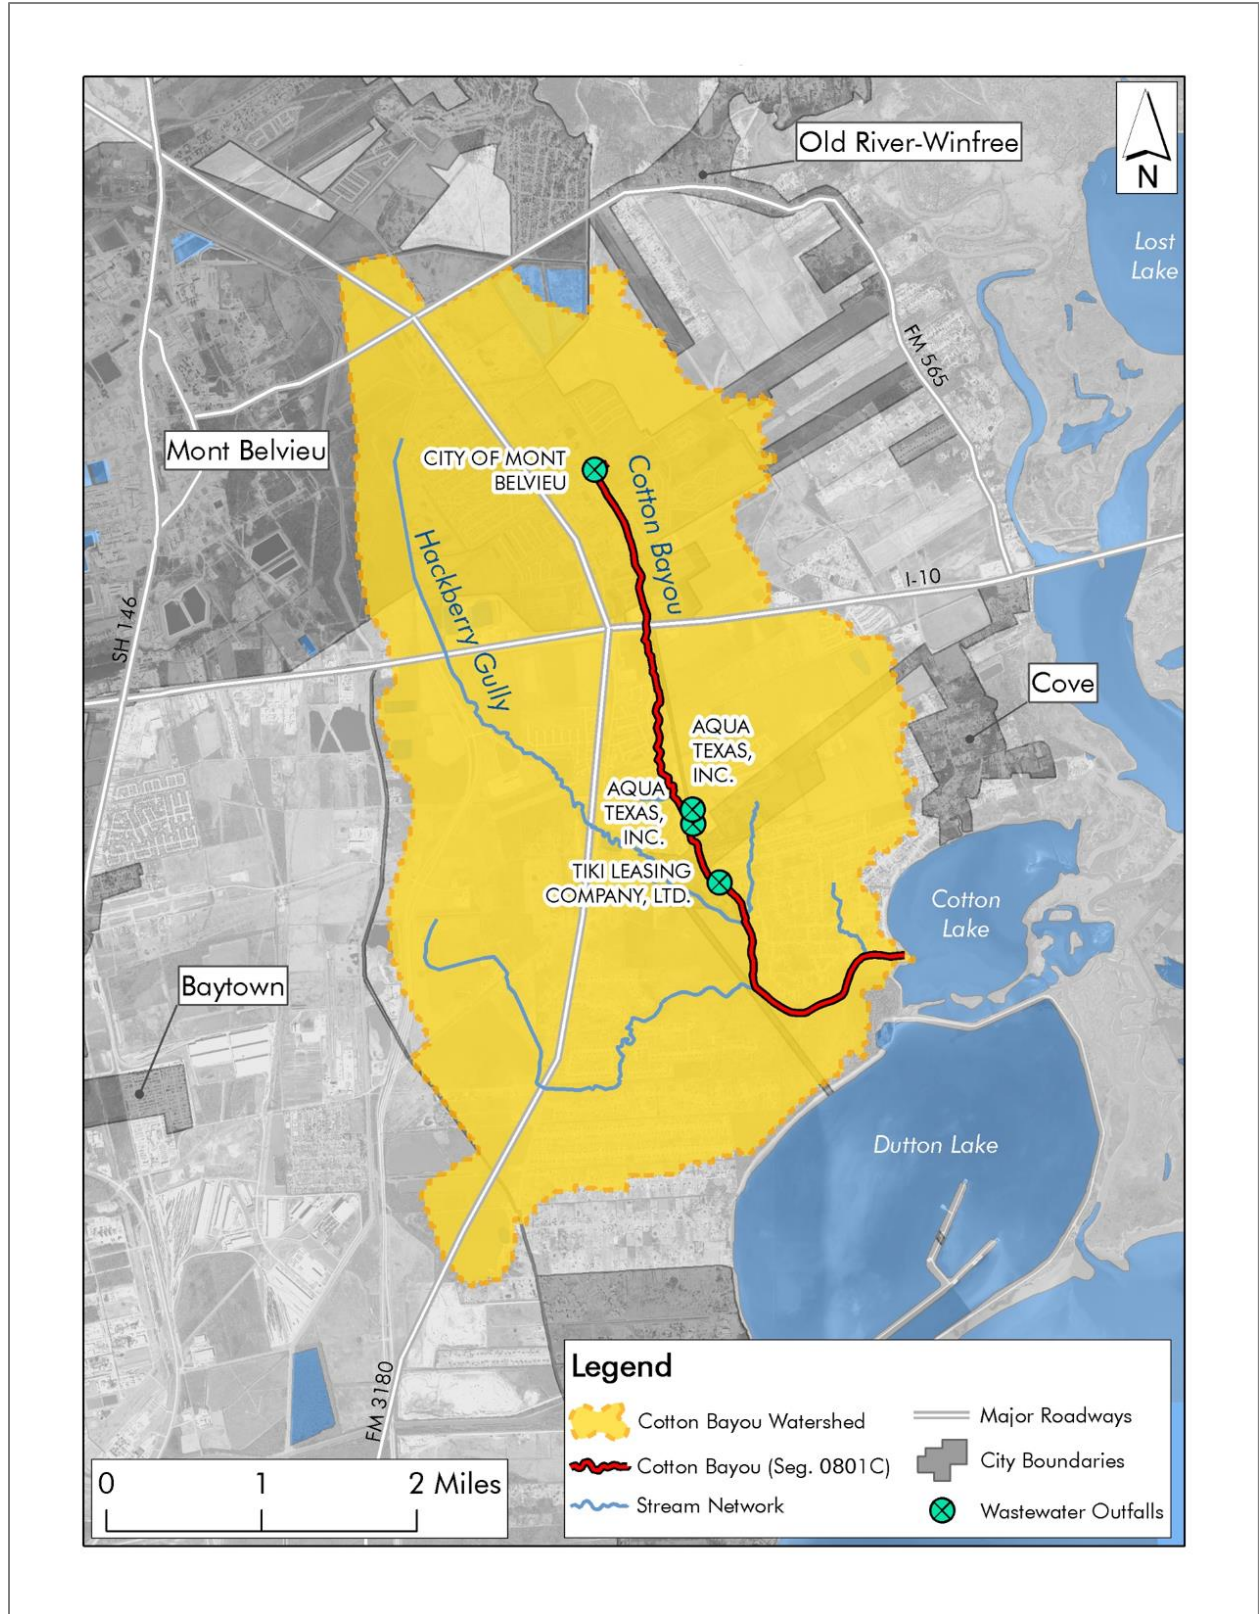 Old River-Winfree
N
Lost
Lake
FM 565
Mont Belvieu
CITY OF MONT
BELVIEU
Cotton Bayou
Hackberry Gully
I-10
SH 146
Cove
AQUA
TEXAS,
INC.
AQUA
TEXAS,
INC.
TIKI LEASING
COMPANY, LTD.
Cotton
Lake
Baytown
Dutton Lake
FM 3180
Legend
Cotton Bayou Watershed
Cotton Bayou (Seg. 0801C)
Stream Network
Major Roadways
City Boundaries
Wastewater Outfalls
0 1 2 Miles